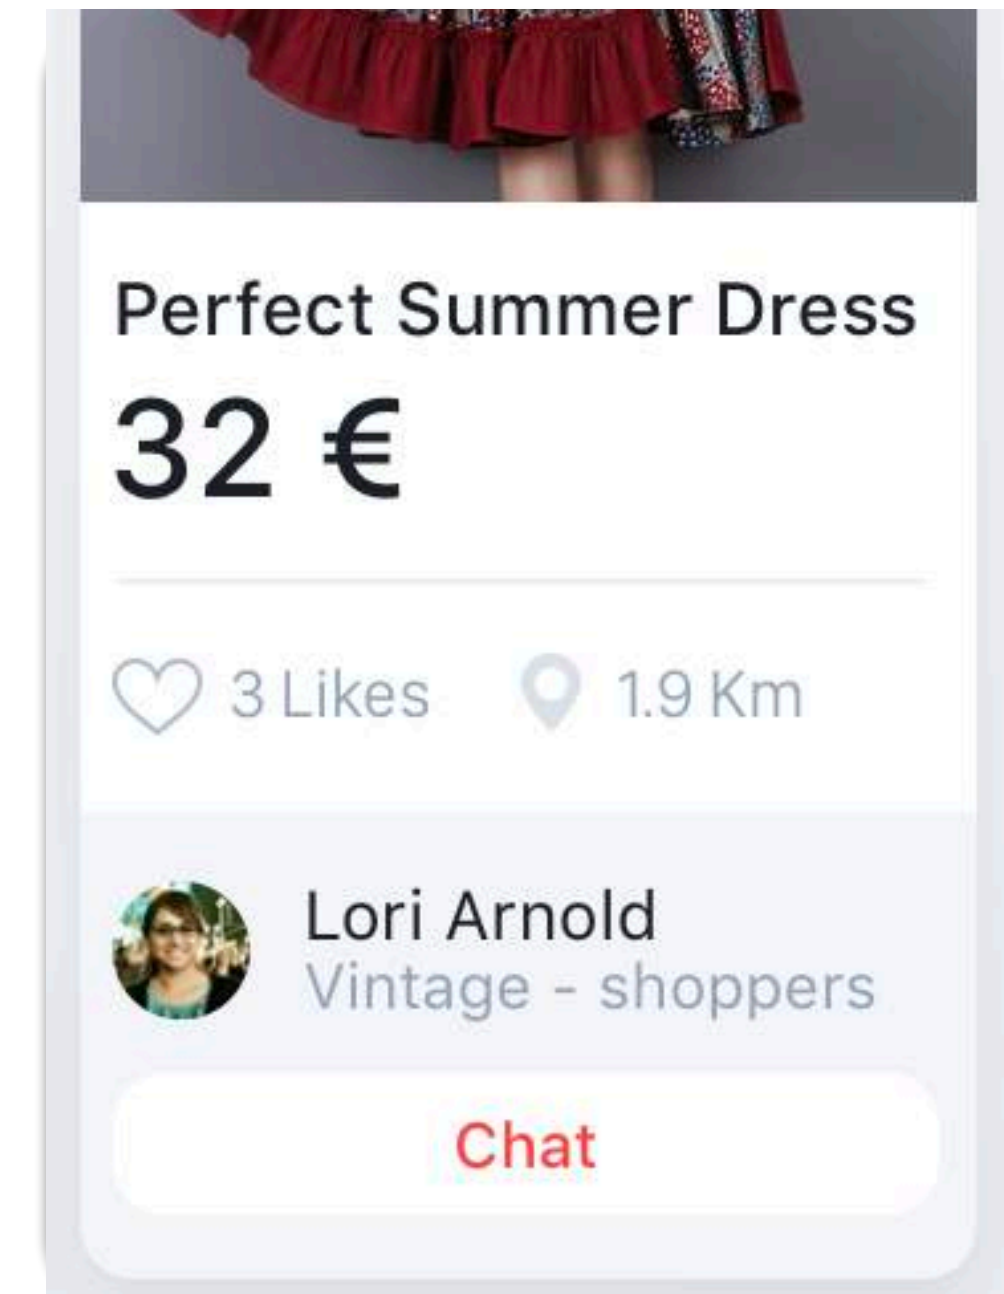 Perfect Summer Dress
32 €
3 Likes 1.9 Km
Lori Arnold
Vintage - shoppers
Chat